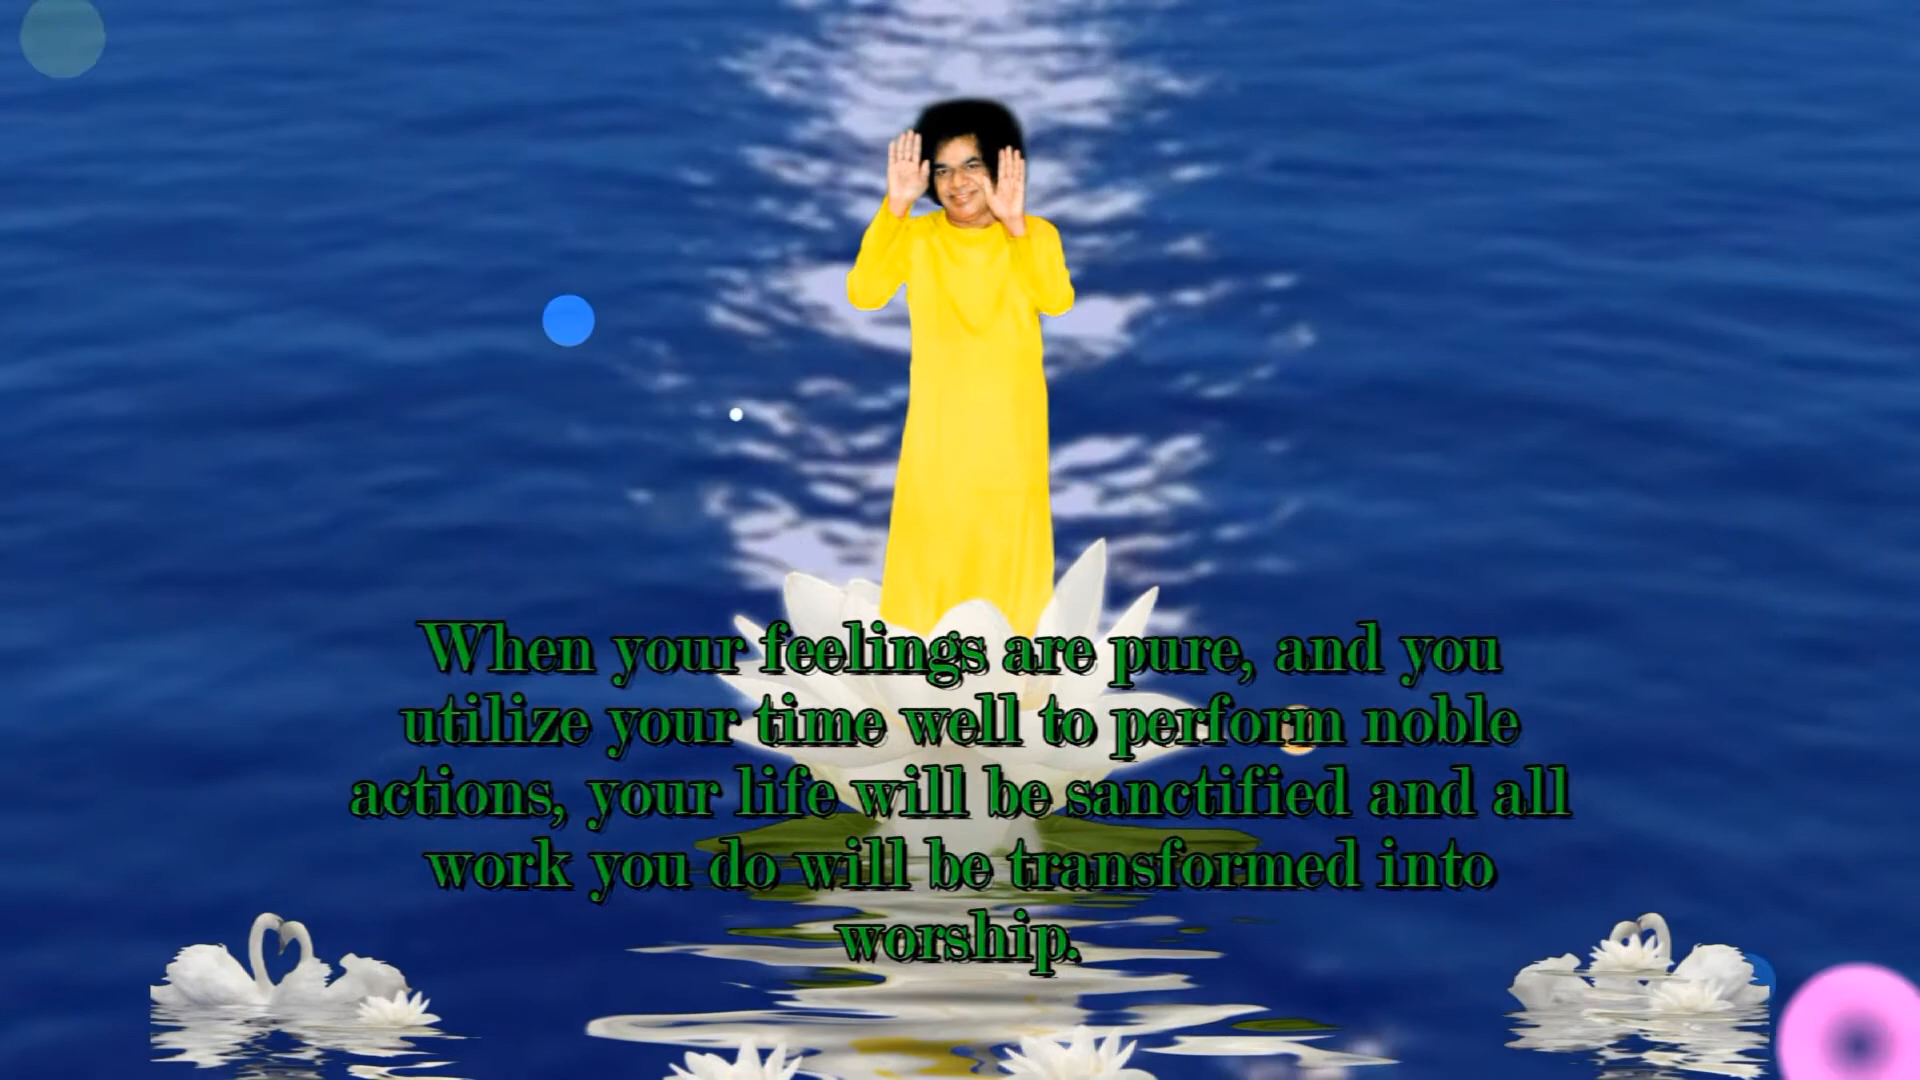 When your feelings are pure, and you
utilize your time well to perform noble
actions, your life will be sanctified and all
work you do will be transformed into
worship.